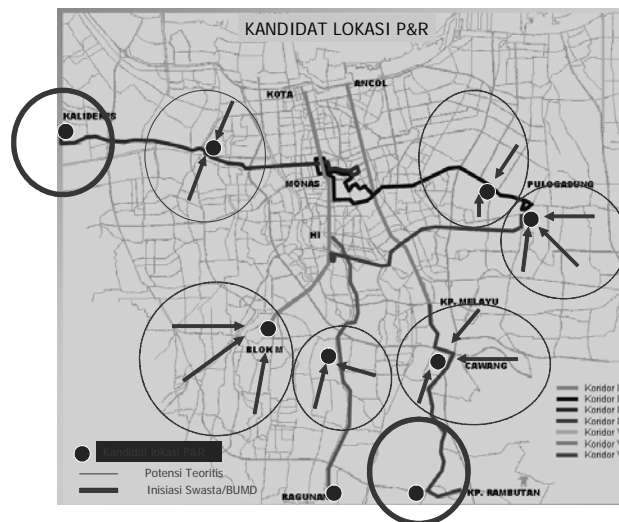 KANDIDAT LOKASI P&R
ANCOL
KOTA
KALIDERES
MONAS
PULOGADUNG
HI
KP. MELAYU
BLOK M
CAWANG
Koridor
Koridor
Koridor
Koridor
Koridor
Koridor
Koridor
Kandidat lokasi P&R
Potensi Teoritis
Inisiasi Swasta/BUMD
RAGUNAN
KP. RAMBUTAN